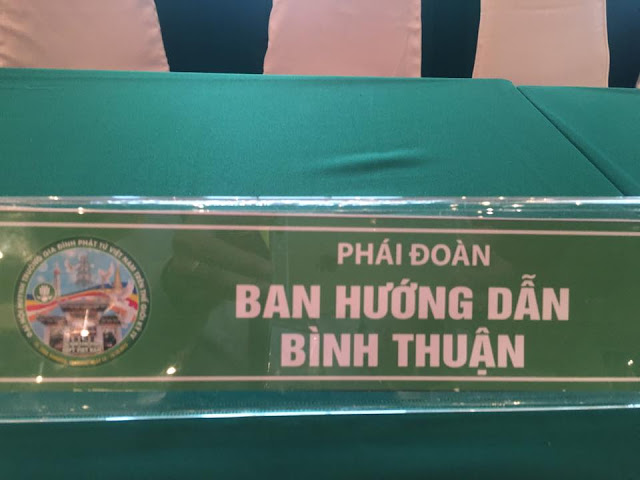 PHÁI ĐOÀN
BAN HƯỚNG DẪN
BÌNH THUẬN